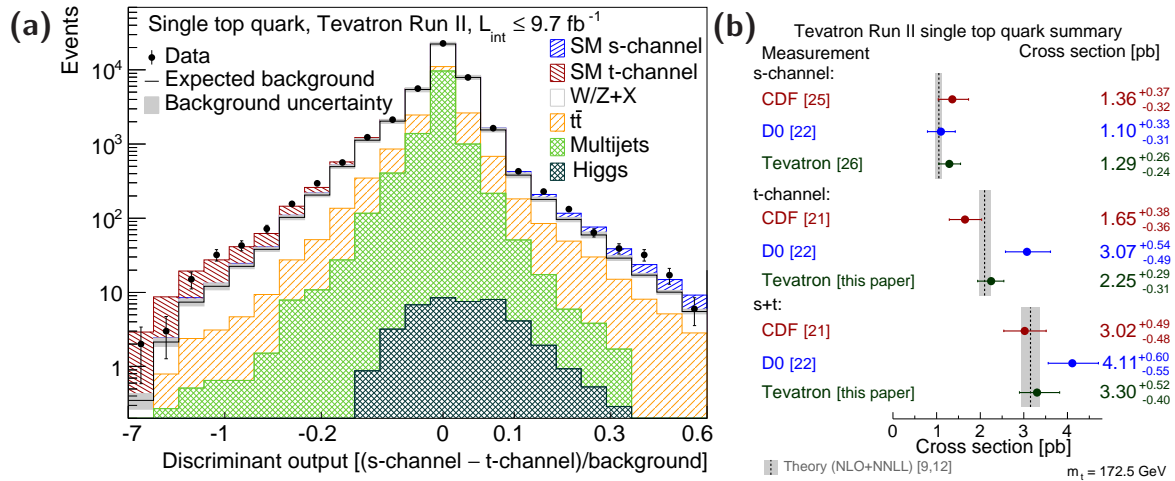 (a)
Single top quark, Tevatron Run II, L_int ≤ 9.7 fb⁻¹
Data
Expected background
Background uncertainty
SM s-channel
SM t-channel
W/Z+X
tt̄
Multijets
Higgs
Events
10⁴
10³
10²
10
1
-7 -1 -0.2 0 0.1 0.3 0.6
Discriminant output [(s-channel – t-channel)/background]
(b)
Tevatron Run II single top quark summary
Measurement Cross section [pb]
s-channel:
CDF [25] 1.36 +0.37 -0.32
D0 [22] 1.10 +0.33 -0.31
Tevatron [26] 1.29 +0.26 -0.24
t-channel:
CDF [21] 1.65 +0.38 -0.36
D0 [22] 3.07 +0.54 -0.49
Tevatron [this paper] 2.25 +0.29 -0.31
s+t:
CDF [21] 3.02 +0.49 -0.48
D0 [22] 4.11 +0.60 -0.55
Tevatron [this paper] 3.30 +0.52 -0.40
0 1 2 3 4
Cross section [pb]
Theory (NLO+NNLL) [9,12]
m_t = 172.5 GeV